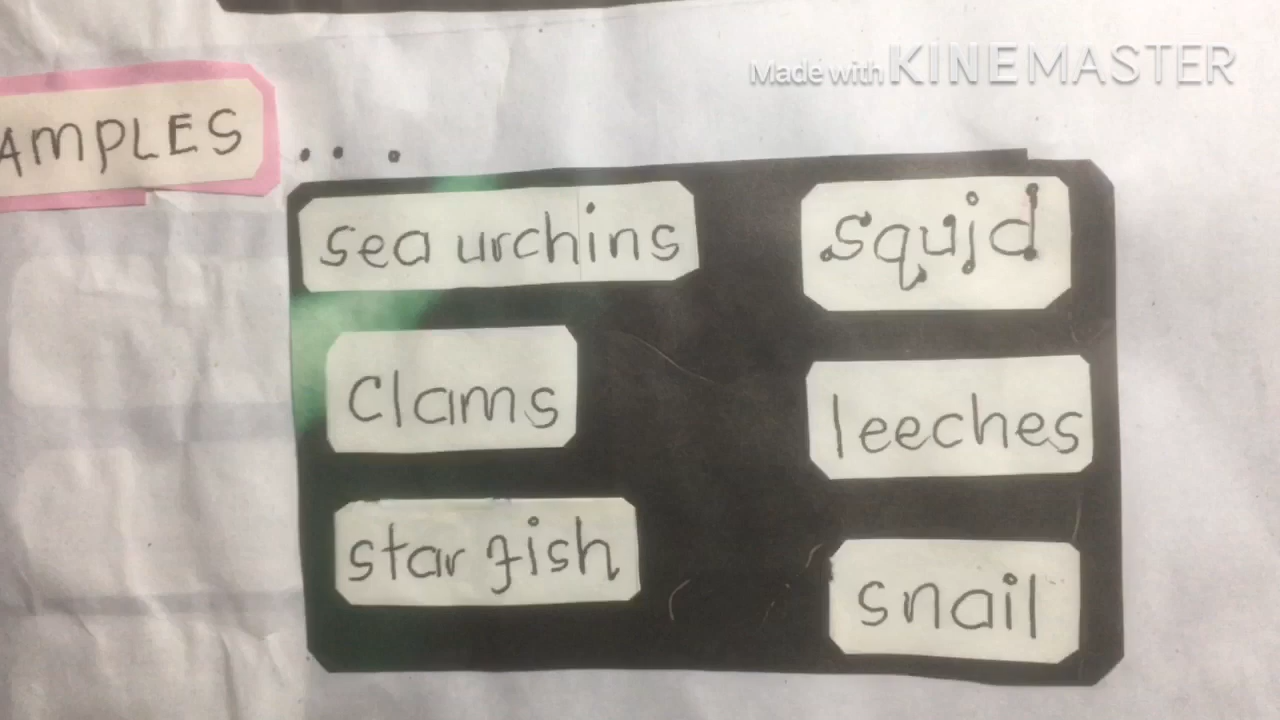 Made with KINEMASTER
AMPLES ...
sea urchins
Clams
star fish
squid
leeches
snail